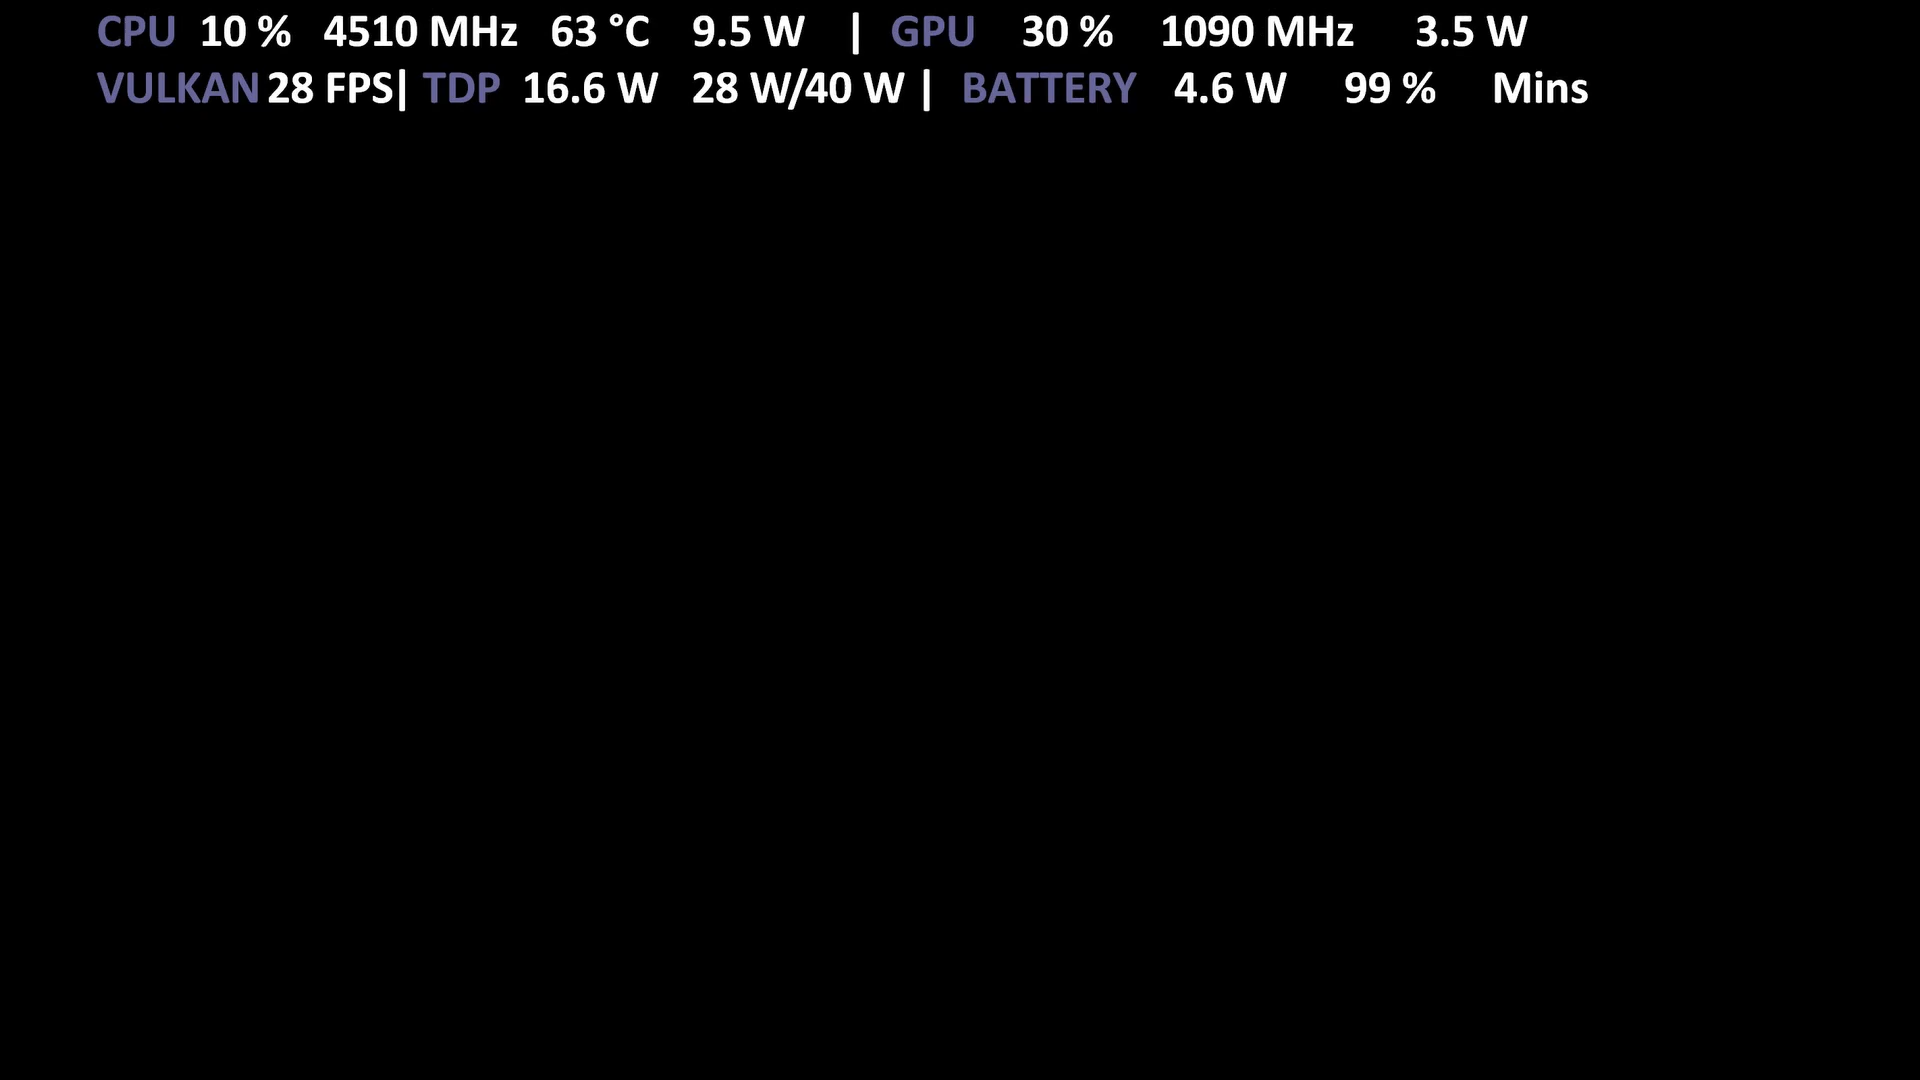 CPU 10 % 4510 MHz 63 °C 9.5 W | GPU 30 % 1090 MHz 3.5 W
VULKAN 28 FPS| TDP 16.6 W 28 W/40 W | BATTERY 4.6 W 99 % Mins